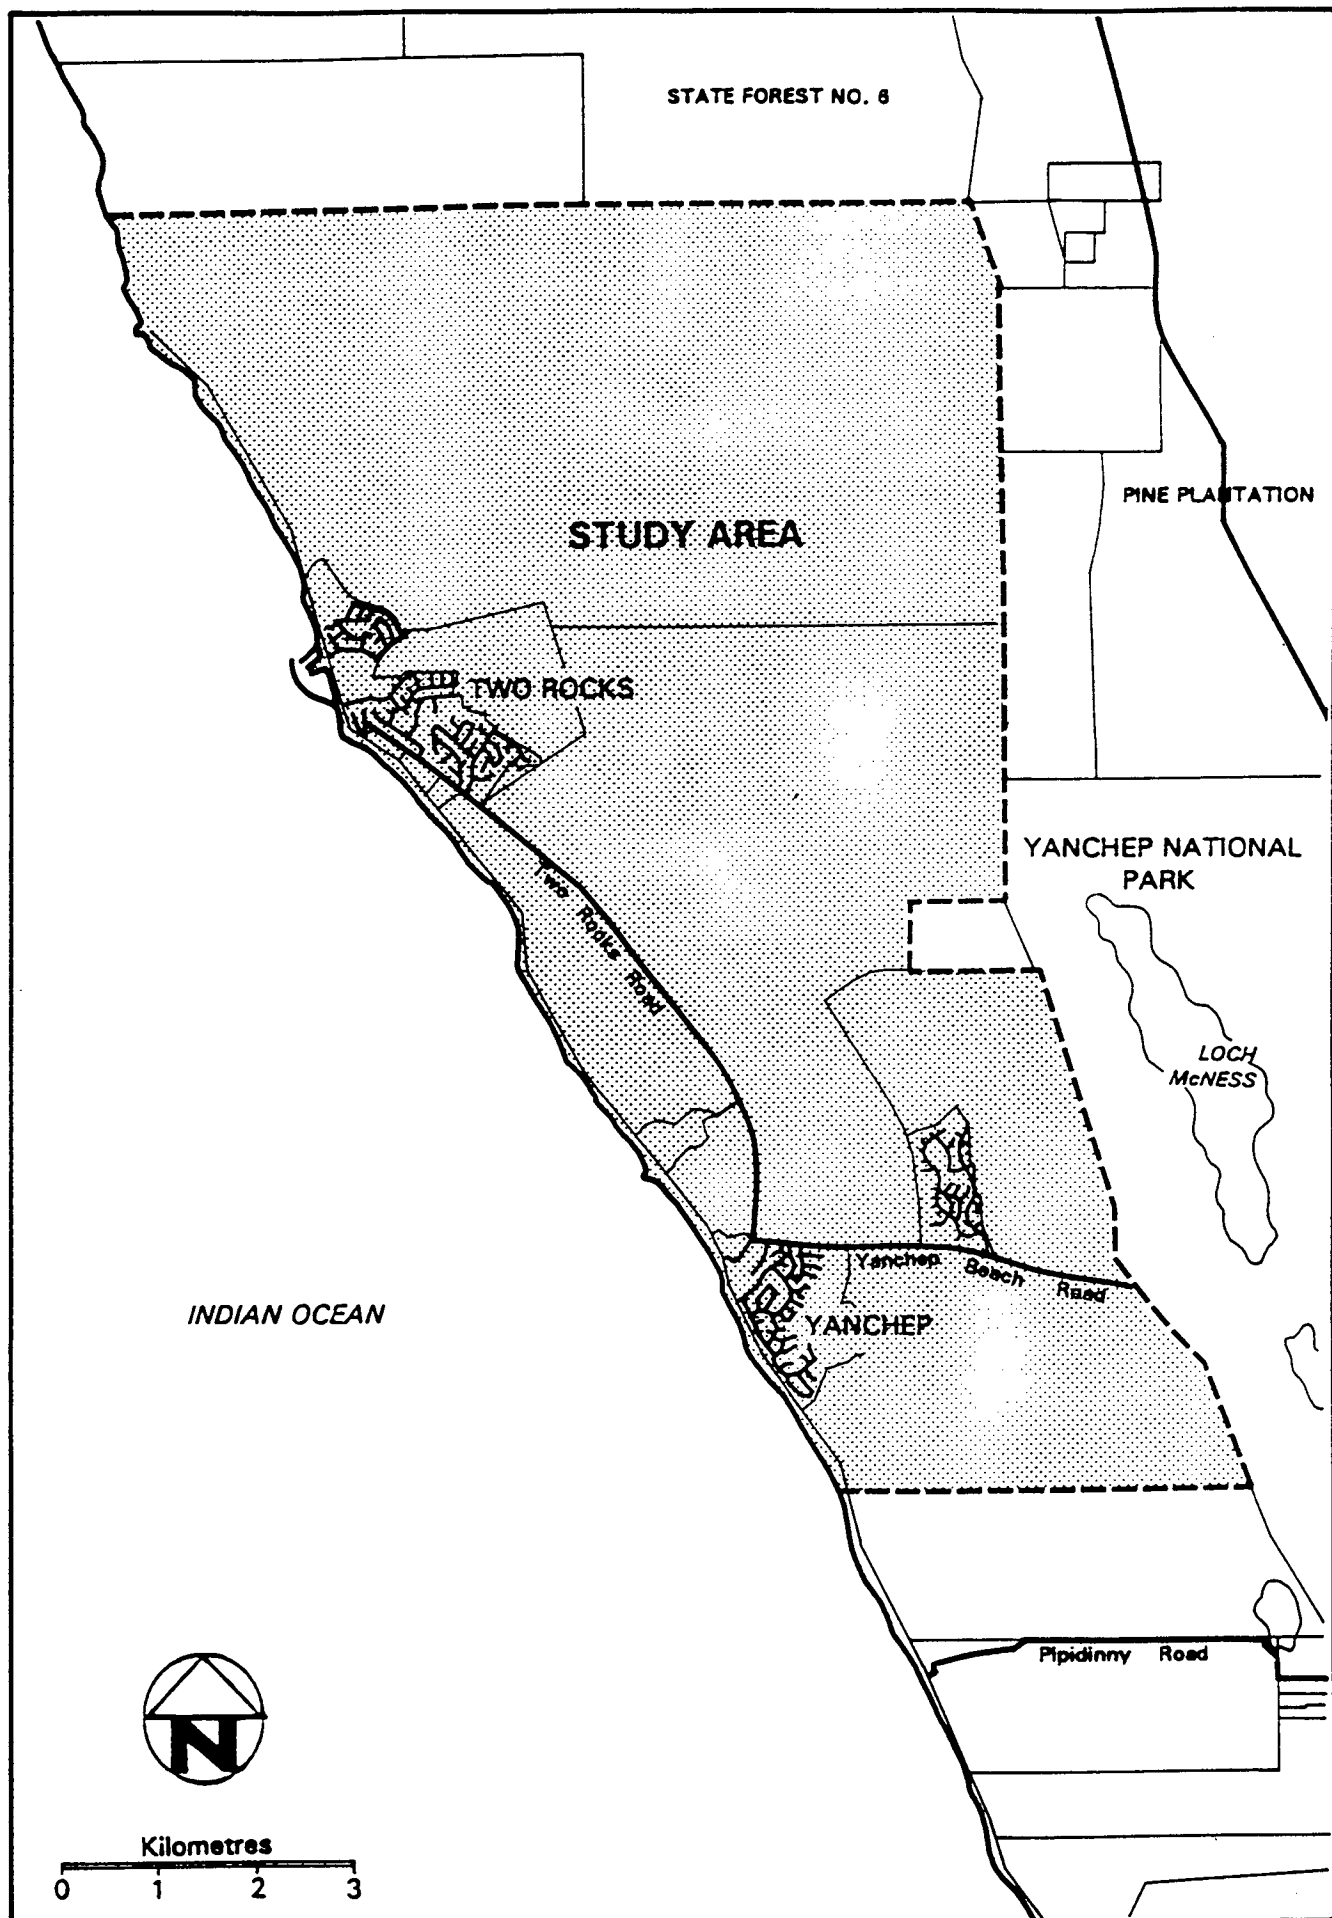 STATE FOREST NO. 6
PINE PLANTATION
STUDY AREA
TWO ROCKS
YANCHEP NATIONAL
PARK
Two Rocks Road
LOCH
McNESS
Yanchep Beach Road
INDIAN OCEAN
YANCHEP
Pipidinny Road
N
Kilometres
0 1 2 3